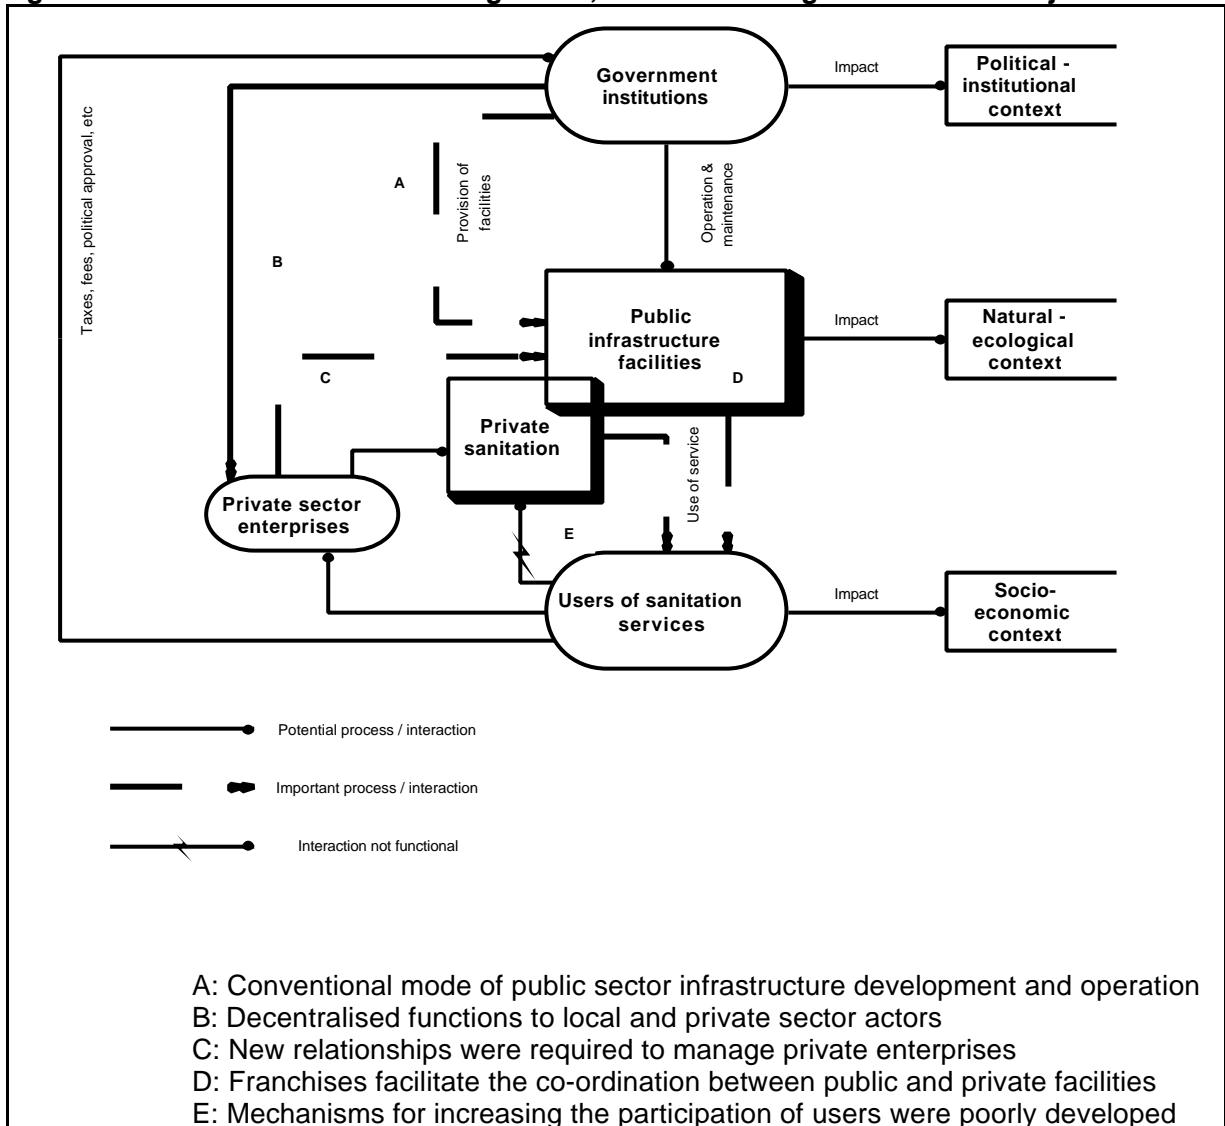 Government
institutions
Impact
Political -
institutional
context
Taxes, fees, political approval, etc
A
Provision of
facilities
Operation &
maintenance
B
Public
infrastructure
facilities
D
Impact
Natural -
ecological
context
C
Private
sanitation
Use of service
Private sector
enterprises
E
Users of sanitation
services
Impact
Socio-
economic
context
Potential process / interaction
Important process / interaction
Interaction not functional
A: Conventional mode of public sector infrastructure development and operation
B: Decentralised functions to local and private sector actors
C: New relationships were required to manage private enterprises
D: Franchises facilitate the co-ordination between public and private facilities
E: Mechanisms for increasing the participation of users were poorly developed